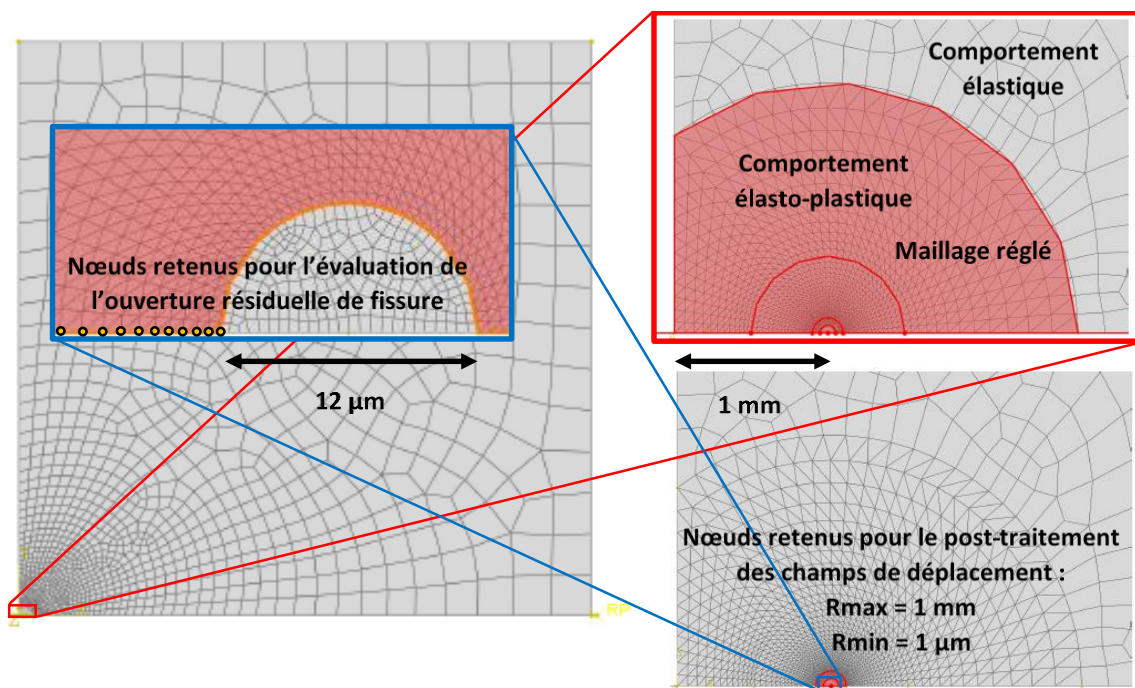 Nœuds retenus pour l'évaluation de
l'ouverture résiduelle de fissure
12 µm
RP
Comportement
élastique
Comportement
élasto-plastique
Maillage réglé
1 mm
Nœuds retenus pour le post-traitement
des champs de déplacement :
Rmax = 1 mm
Rmin = 1 µm